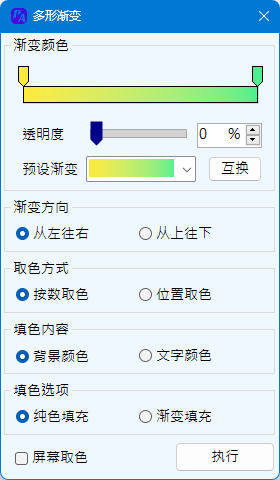 多形渐变
渐变颜色
透明度 0 %
预设渐变 互换
渐变方向
从左往右 从上往下
取色方式
按数取色 位置取色
填色内容
背景颜色 文字颜色
填色选项
纯色填充 渐变填充
屏幕取色 执行